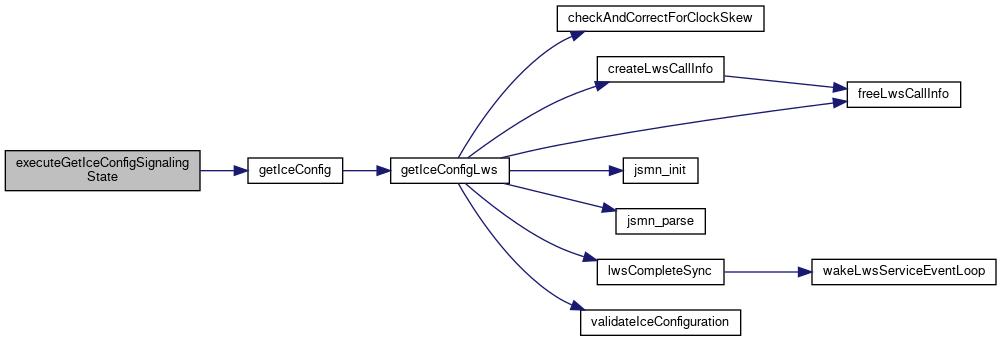 executeGetIceConfigSignaling
State
getIceConfig
getIceConfigLws
checkAndCorrectForClockSkew
createLwsCallInfo
freeLwsCallInfo
jsmn_init
jsmn_parse
lwsCompleteSync
wakeLwsServiceEventLoop
validateIceConfiguration